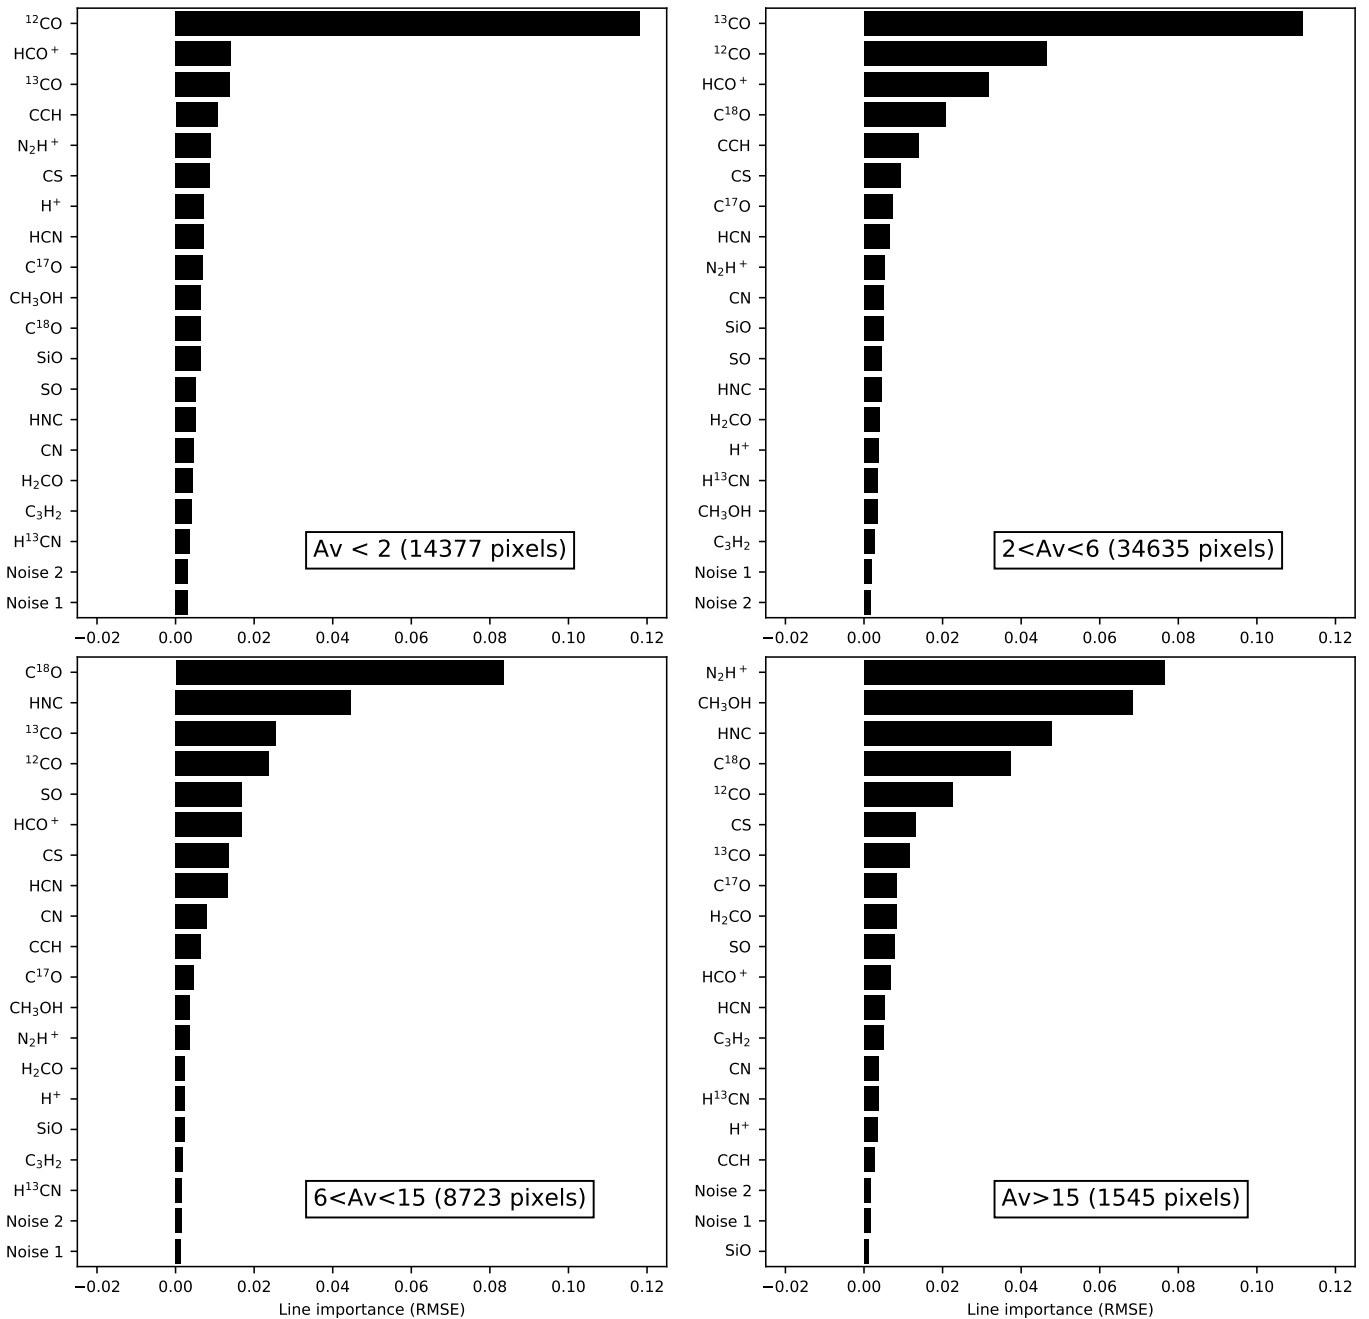 ¹²CO
HCO⁺
¹³CO
CCH
N₂H⁺
CS
H⁺
HCN
C¹⁷O
CH₃OH
C¹⁸O
SiO
SO
HNC
CN
H₂CO
C₃H₂
H¹³CN
Noise 2
Noise 1
Av < 2 (14377 pixels)
−0.02 0.00 0.02 0.04 0.06 0.08 0.10 0.12
¹³CO
¹²CO
HCO⁺
C¹⁸O
CCH
CS
C¹⁷O
HCN
N₂H⁺
CN
SiO
SO
HNC
H₂CO
H⁺
H¹³CN
CH₃OH
C₃H₂
Noise 1
Noise 2
2<Av<6 (34635 pixels)
−0.02 0.00 0.02 0.04 0.06 0.08 0.10 0.12
C¹⁸O
HNC
¹³CO
¹²CO
SO
HCO⁺
CS
HCN
CN
CCH
C¹⁷O
CH₃OH
N₂H⁺
H₂CO
H⁺
SiO
C₃H₂
H¹³CN
Noise 2
Noise 1
6<Av<15 (8723 pixels)
−0.02 0.00 0.02 0.04 0.06 0.08 0.10 0.12
Line importance (RMSE)
N₂H⁺
CH₃OH
HNC
C¹⁸O
¹²CO
CS
¹³CO
C¹⁷O
H₂CO
SO
HCO⁺
HCN
C₃H₂
CN
H¹³CN
H⁺
CCH
Noise 2
Noise 1
SiO
Av>15 (1545 pixels)
−0.02 0.00 0.02 0.04 0.06 0.08 0.10 0.12
Line importance (RMSE)